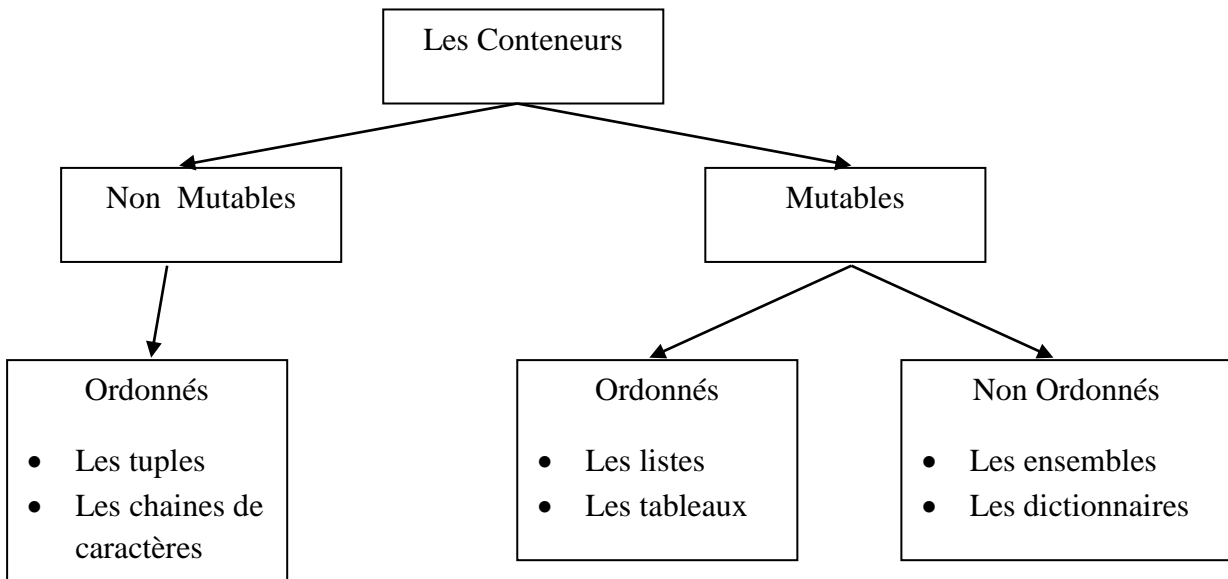 Les Conteneurs
Non Mutables
Mutables
Ordonnés
• Les tuples
• Les chaines de
caractères
Ordonnés
• Les listes
• Les tableaux
Non Ordonnés
• Les ensembles
• Les dictionnaires